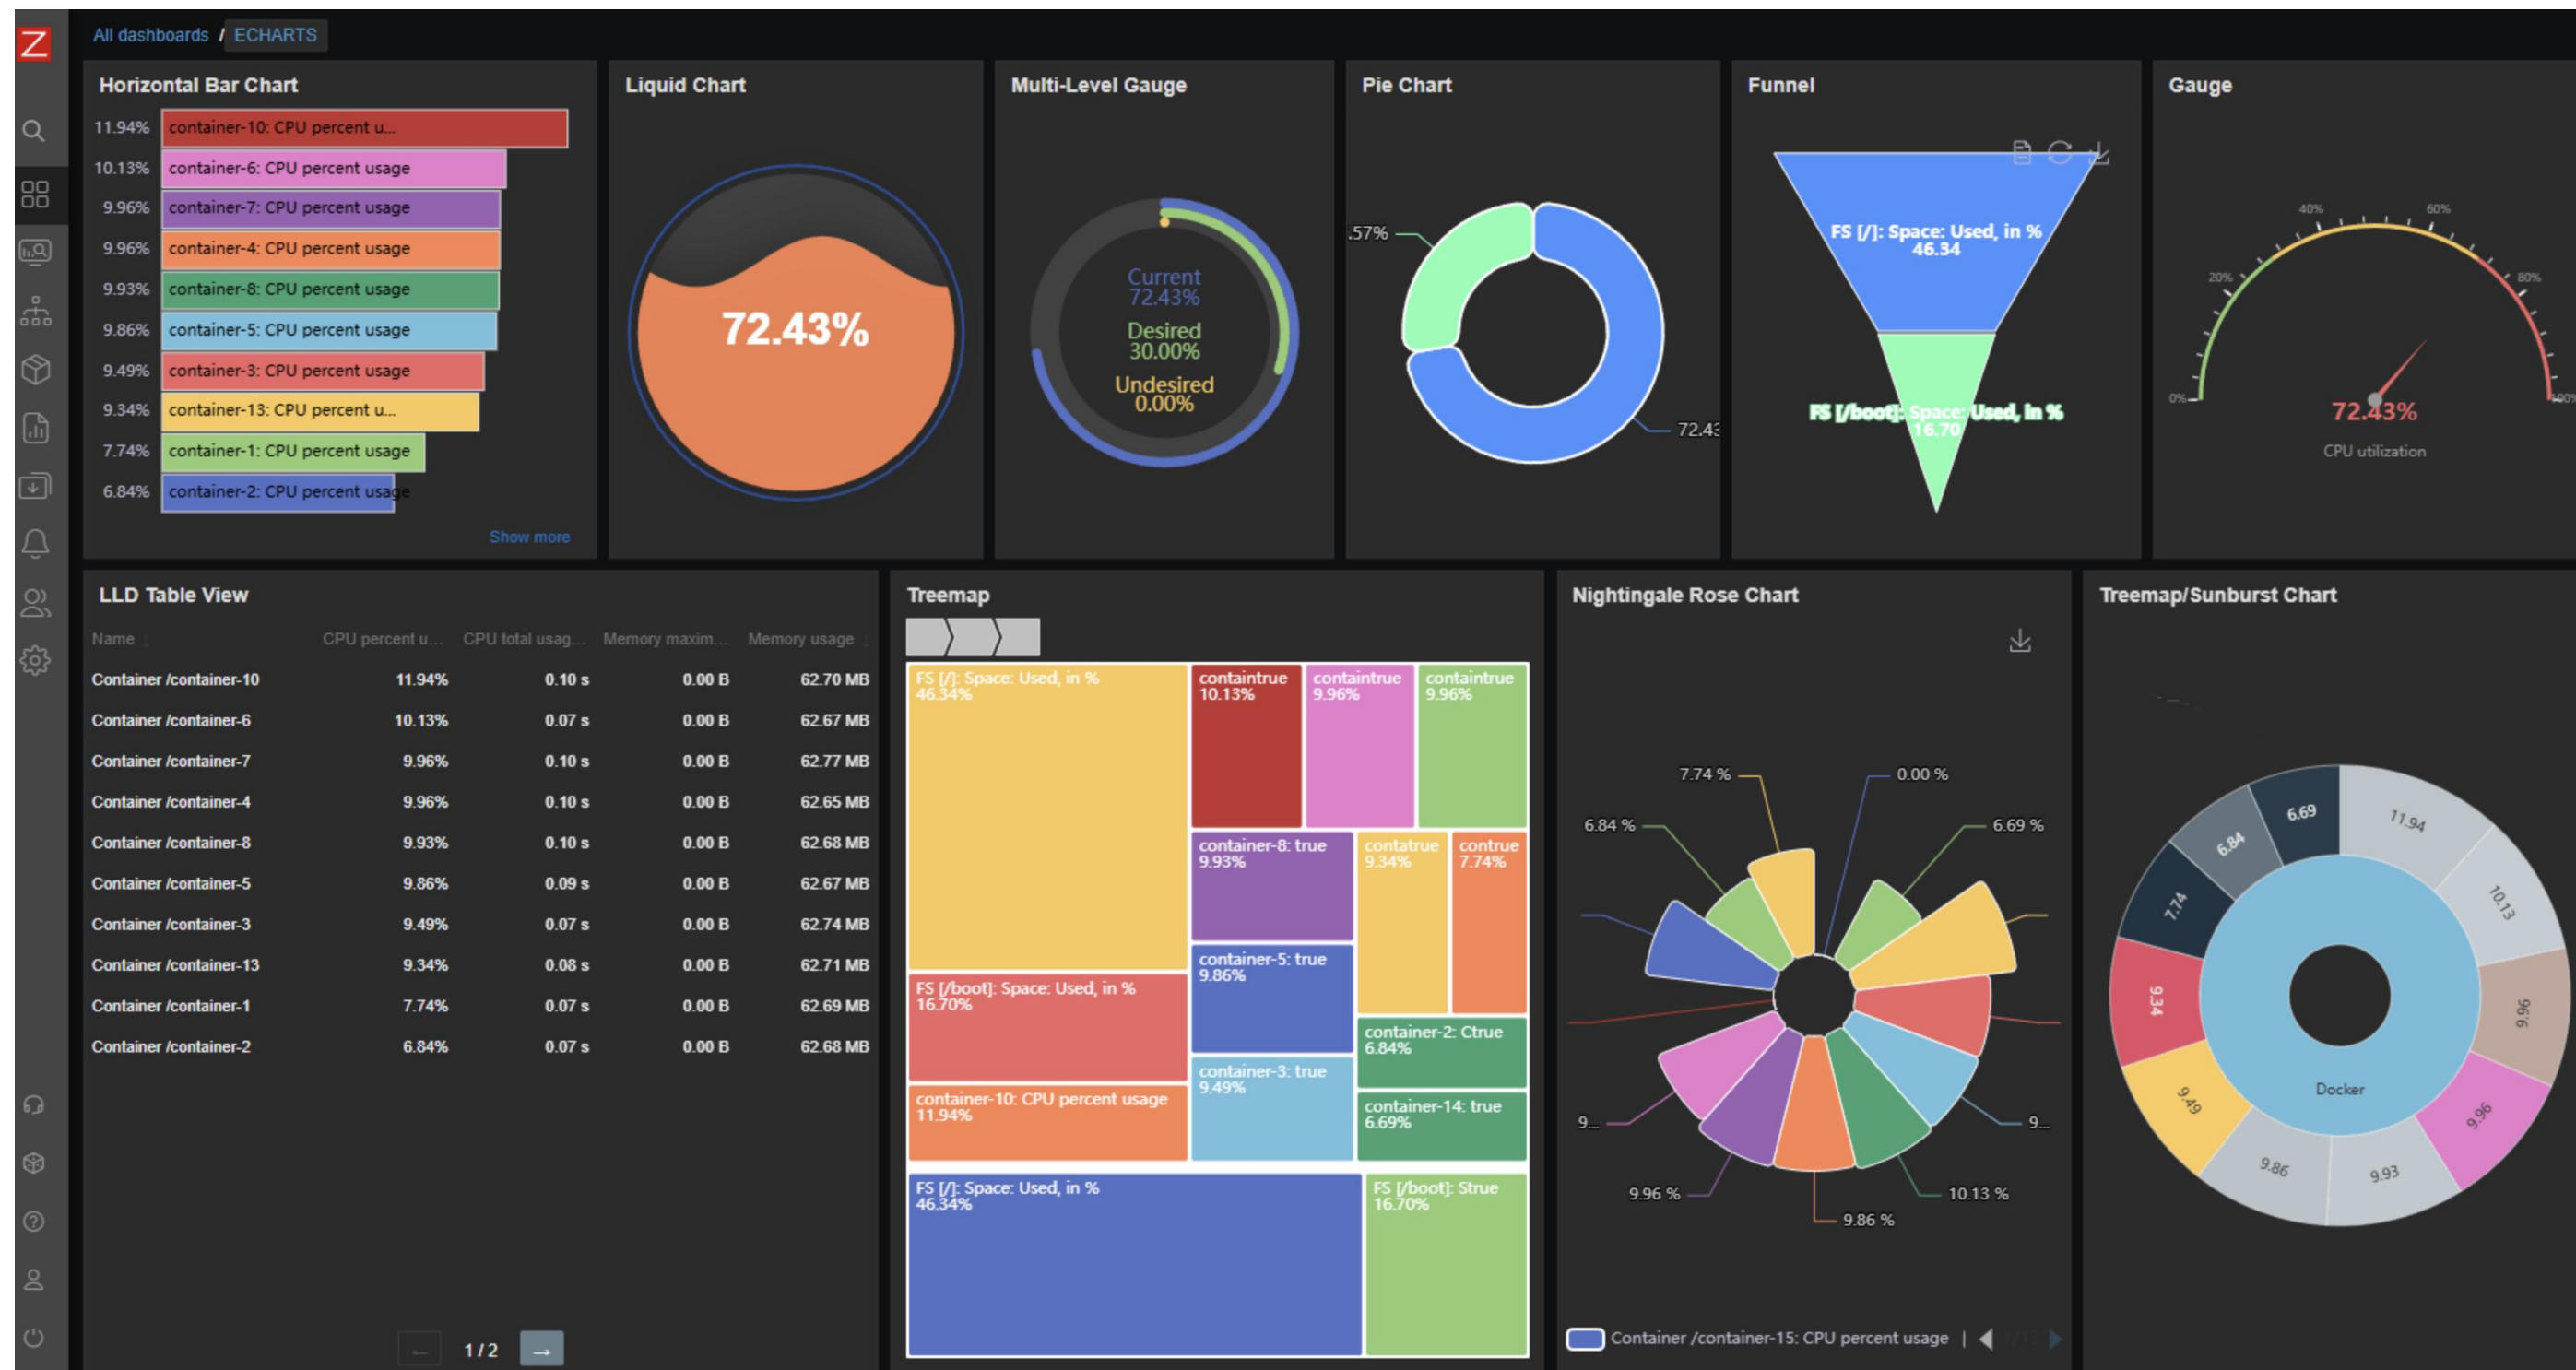 Z
All dashboards / ECHARTS
Horizontal Bar Chart
11.94% container-10: CPU percent u...
10.13% container-6: CPU percent usage
9.96% container-7: CPU percent usage
9.96% container-4: CPU percent usage
9.93% container-8: CPU percent usage
9.86% container-5: CPU percent usage
9.49% container-3: CPU percent usage
9.34% container-13: CPU percent u...
7.74% container-1: CPU percent usage
6.84% container-2: CPU percent usage
Show more
Liquid Chart
72.43%
Multi-Level Gauge
Current
72.43%
Desired
30.00%
Undesired
0.00%
Pie Chart
.57%
72.43
Funnel
FS [/]: Space: Used, in %
46.34
FS [/boot]: Space: Used, in %
16.70
Gauge
0%
20%
40%
60%
80%
100%
72.43%
CPU utilization
LLD Table View
Name CPU percent u... CPU total usag... Memory maxim... Memory usage
Container /container-10 11.94% 0.10 s 0.00 B 62.70 MB
Container /container-6 10.13% 0.07 s 0.00 B 62.67 MB
Container /container-7 9.96% 0.10 s 0.00 B 62.77 MB
Container /container-4 9.96% 0.10 s 0.00 B 62.65 MB
Container /container-8 9.93% 0.10 s 0.00 B 62.68 MB
Container /container-5 9.86% 0.09 s 0.00 B 62.67 MB
Container /container-3 9.49% 0.07 s 0.00 B 62.74 MB
Container /container-13 9.34% 0.08 s 0.00 B 62.71 MB
Container /container-1 7.74% 0.07 s 0.00 B 62.69 MB
Container /container-2 6.84% 0.07 s 0.00 B 62.68 MB
1 / 2
Treemap
FS [/]: Space: Used, in %
46.34%
FS [/boot]: Space: Used, in %
16.70%
container-10: CPU percent usage
11.94%
containtrue
10.13%
containtrue
9.96%
containtrue
9.96%
container-8: true
9.93%
contatrue
9.34%
contrue
7.74%
container-5: true
9.86%
container-3: true
9.49%
container-2: Ctrue
6.84%
container-14: true
6.69%
FS [/]: Space: Used, in %
46.34%
FS [/boot]: Strue
16.70%
Nightingale Rose Chart
7.74 %
0.00 %
6.84 %
6.69 %
9...
9...
9.96 %
10.13 %
9.86 %
Container /container-15: CPU percent usage
Treemap/Sunburst Chart
11.94
10.13
9.96
9.96
9.93
9.86
9.49
9.34
7.74
6.84
6.69
Docker